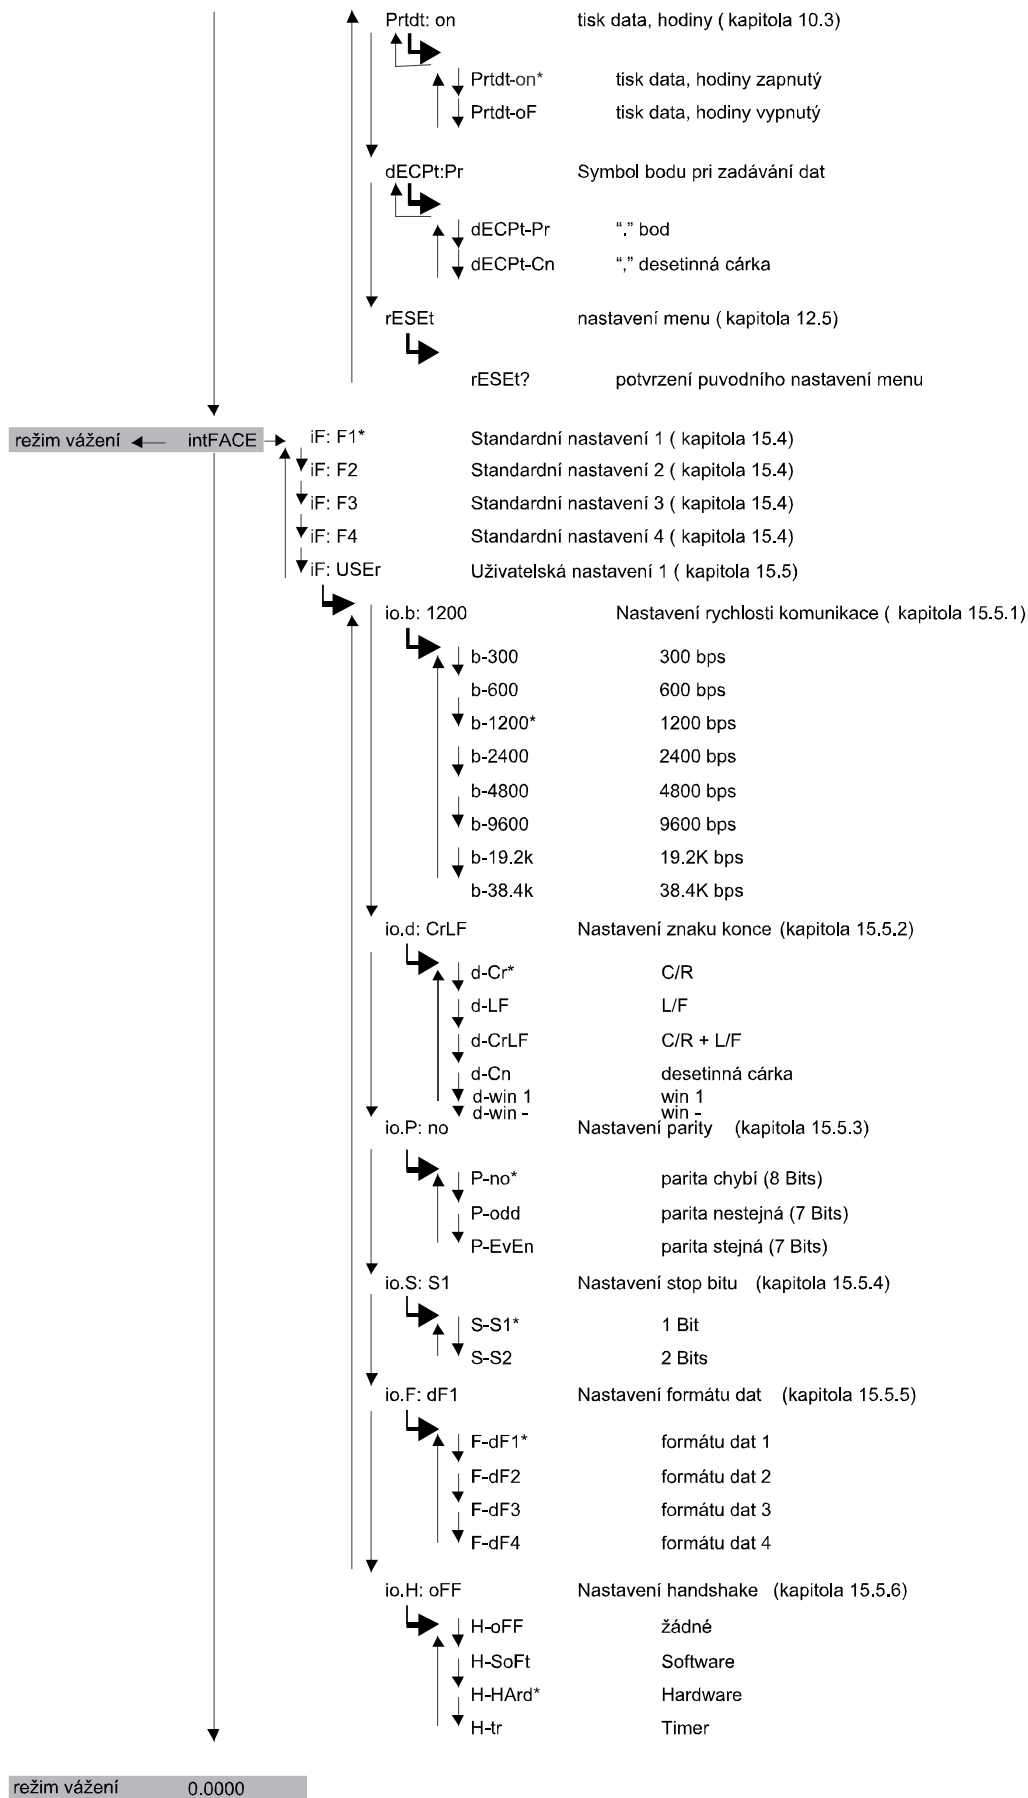 Prtdt: on tisk data, hodiny ( kapitola 10.3)
Prtdt-on* tisk data, hodiny zapnutý
Prtdt-oF tisk data, hodiny vypnutý
dECPt:Pr Symbol bodu pri zadávání dat
dECPt-Pr “.” bod
dECPt-Cn “,” desetinná cárka
rESEt nastavení menu ( kapitola 12.5)
rESEt? potvrzení puvodního nastavení menu
režim vážení intFACE iF: F1* Standardní nastavení 1 ( kapitola 15.4)
iF: F2 Standardní nastavení 2 ( kapitola 15.4)
iF: F3 Standardní nastavení 3 ( kapitola 15.4)
iF: F4 Standardní nastavení 4 ( kapitola 15.4)
iF: USEr Uživatelská nastavení 1 ( kapitola 15.5)
io.b: 1200 Nastavení rychlosti komunikace ( kapitola 15.5.1)
b-300 300 bps
b-600 600 bps
b-1200* 1200 bps
b-2400 2400 bps
b-4800 4800 bps
b-9600 9600 bps
b-19.2k 19.2K bps
b-38.4k 38.4K bps
io.d: CrLF Nastavení znaku konce (kapitola 15.5.2)
d-Cr* C/R
d-LF L/F
d-CrLF C/R + L/F
d-Cn desetinná cárka
d-win 1 win 1
d-win - win -
io.P: no Nastavení parity (kapitola 15.5.3)
P-no* parita chybí (8 Bits)
P-odd parita nestejná (7 Bits)
P-EvEn parita stejná (7 Bits)
io.S: S1 Nastavení stop bitu (kapitola 15.5.4)
S-S1* 1 Bit
S-S2 2 Bits
io.F: dF1 Nastavení formátu dat (kapitola 15.5.5)
F-dF1* formátu dat 1
F-dF2 formátu dat 2
F-dF3 formátu dat 3
F-dF4 formátu dat 4
io.H: oFF Nastavení handshake (kapitola 15.5.6)
H-oFF žádné
H-SoFt Software
H-HArd* Hardware
H-tr Timer
režim vážení 0.0000